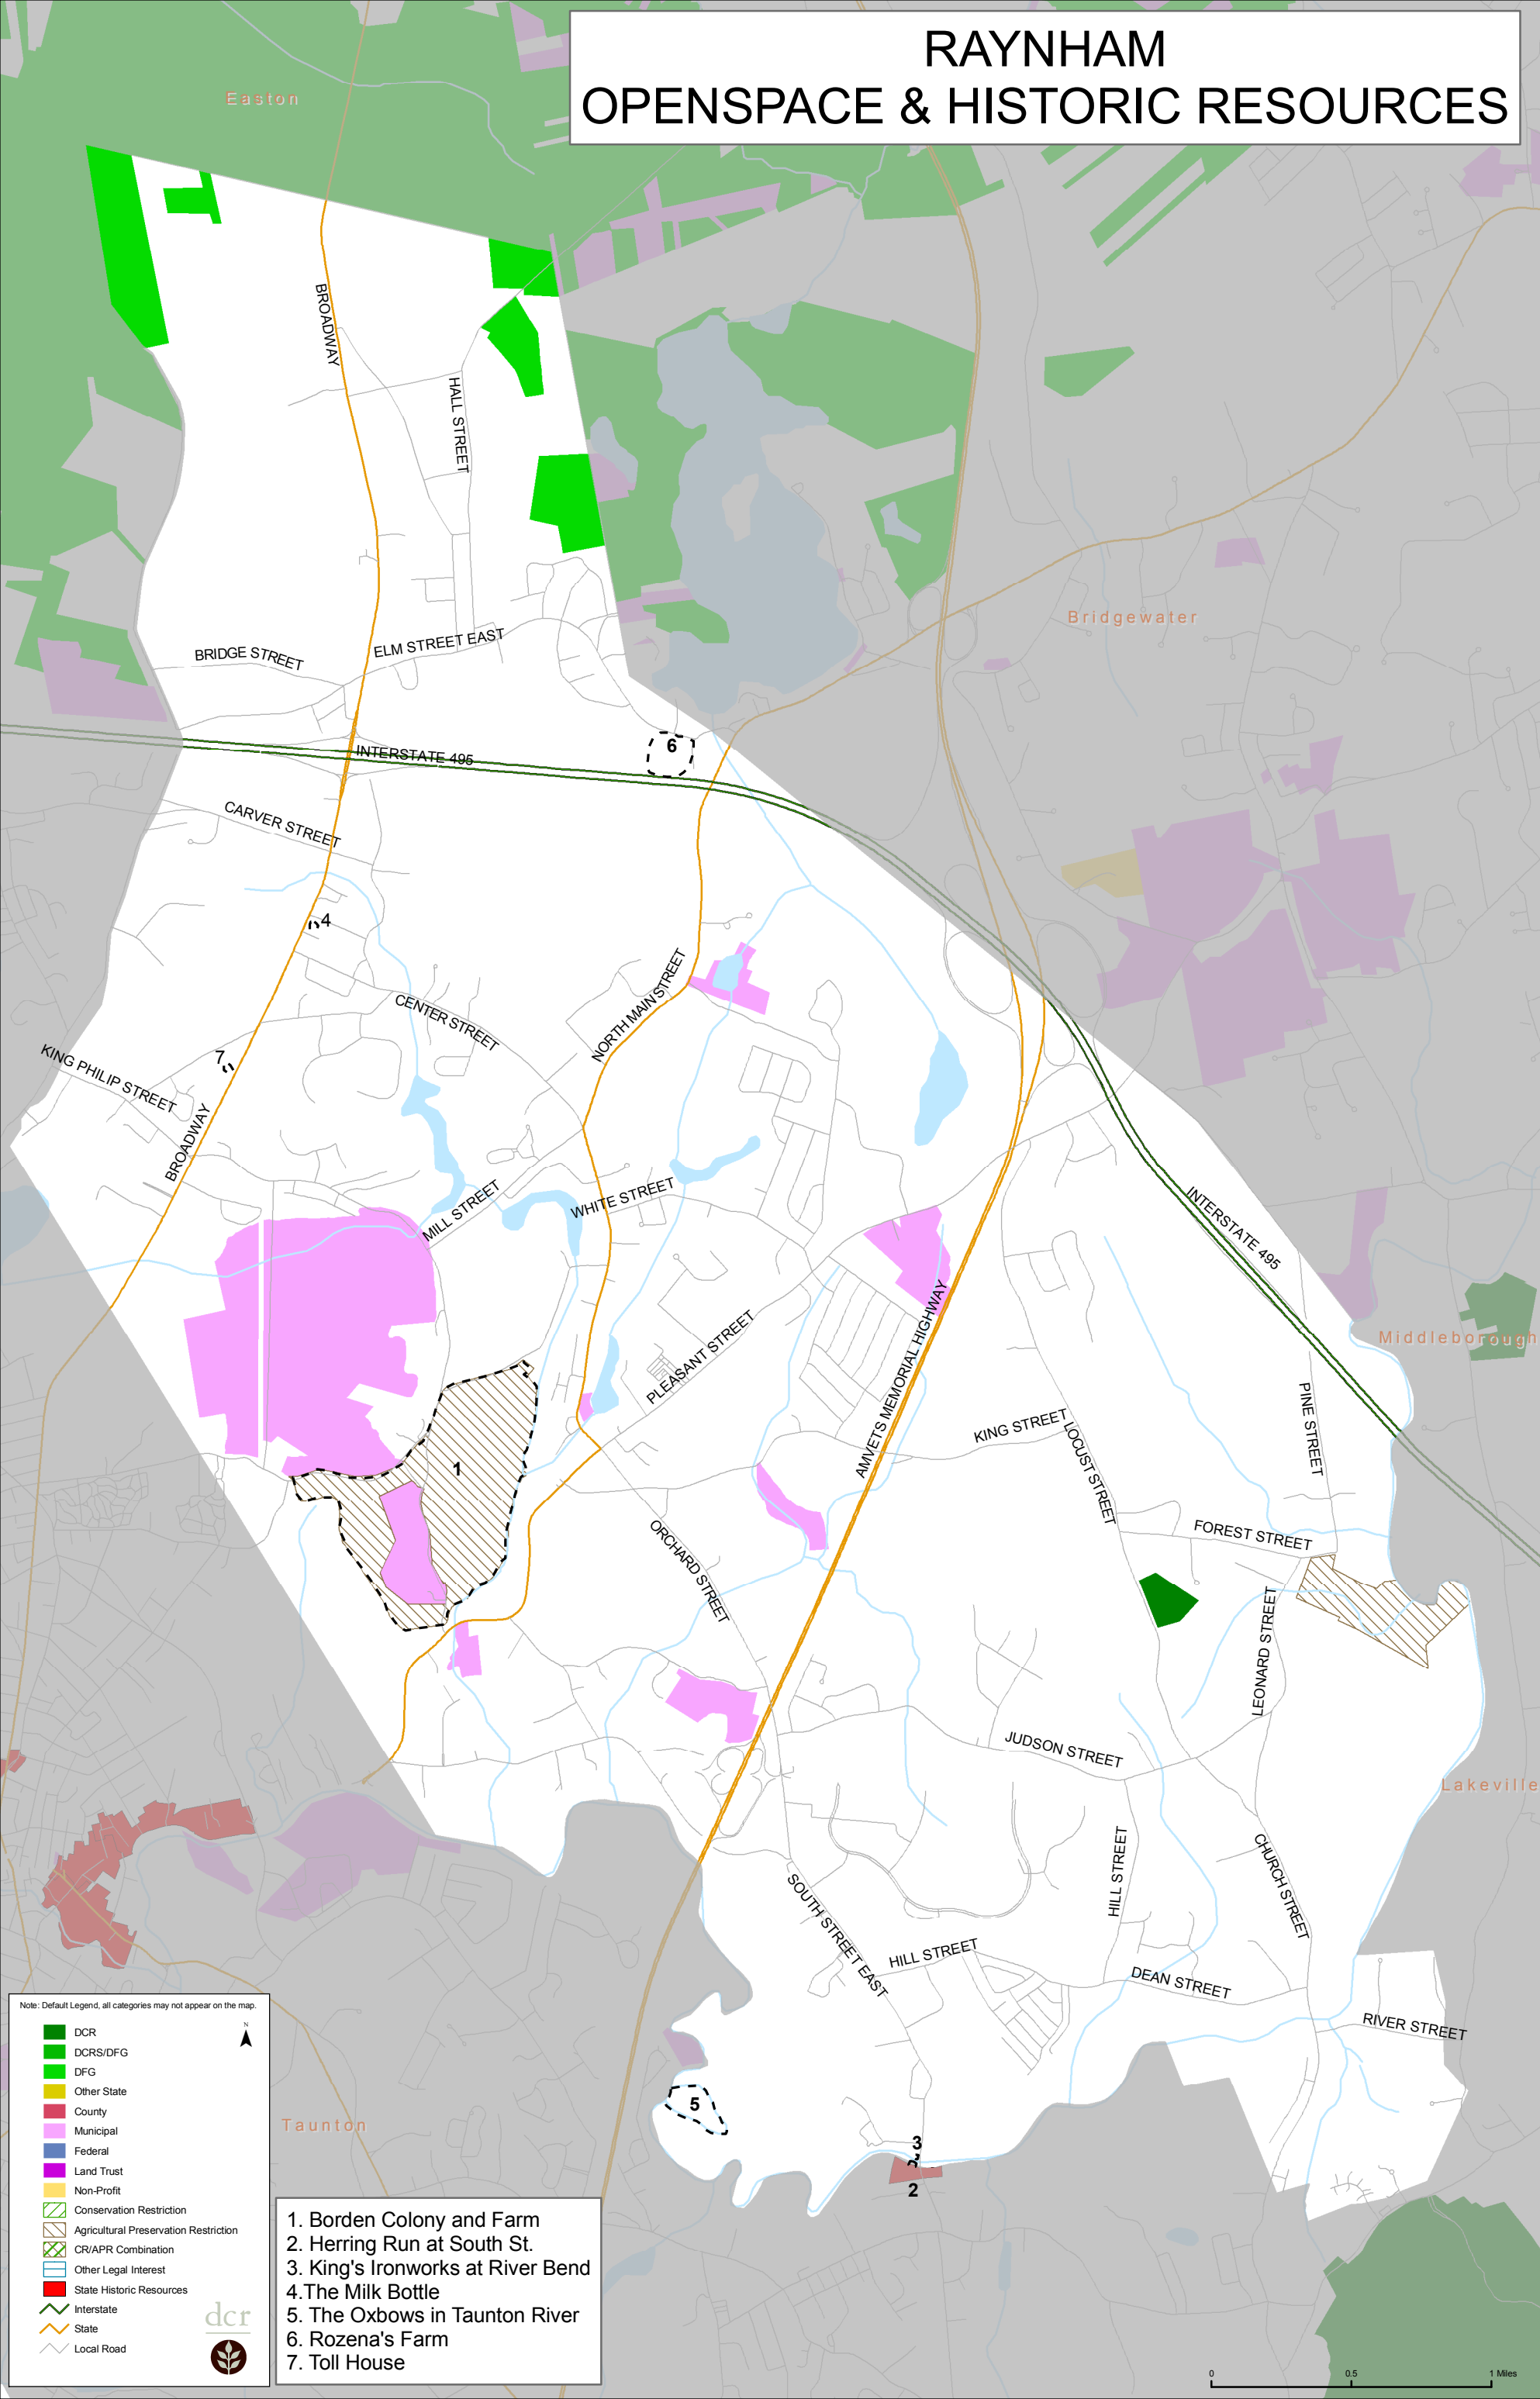 RAYNHAM
OPENSPACE & HISTORIC RESOURCES
Easton
BROADWAY
HALL STREET
Bridgewater
BRIDGE STREET
ELM STREET EAST
6
INTERSTATE 495
CARVER STREET
4
CENTER STREET
NORTH MAIN STREET
7
KING PHILIP STREET
BROADWAY
MILL STREET
WHITE STREET
INTERSTATE 495
PLEASANT STREET
AMVETS MEMORIAL HIGHWAY
Middleborough
PINE STREET
KING STREET
LOCUST STREET
1
ORCHARD STREET
FOREST STREET
LEONARD STREET
JUDSON STREET
Lakeville
HILL STREET
CHURCH STREET
SOUTH STREET EAST
HILL STREET
DEAN STREET
RIVER STREET
5
Taunton
3
2
Note: Default Legend, all categories may not appear on the map.
N
DCR
DCRS/DFG
DFG
Other State
County
Municipal
Federal
Land Trust
Non-Profit
Conservation Restriction
Agricultural Preservation Restriction
CR/APR Combination
Other Legal Interest
State Historic Resources
Interstate
State
Local Road
dcr
1. Borden Colony and Farm
2. Herring Run at South St.
3. King's Ironworks at River Bend
4.The Milk Bottle
5. The Oxbows in Taunton River
6. Rozena's Farm
7. Toll House
0 0.5 1 Miles